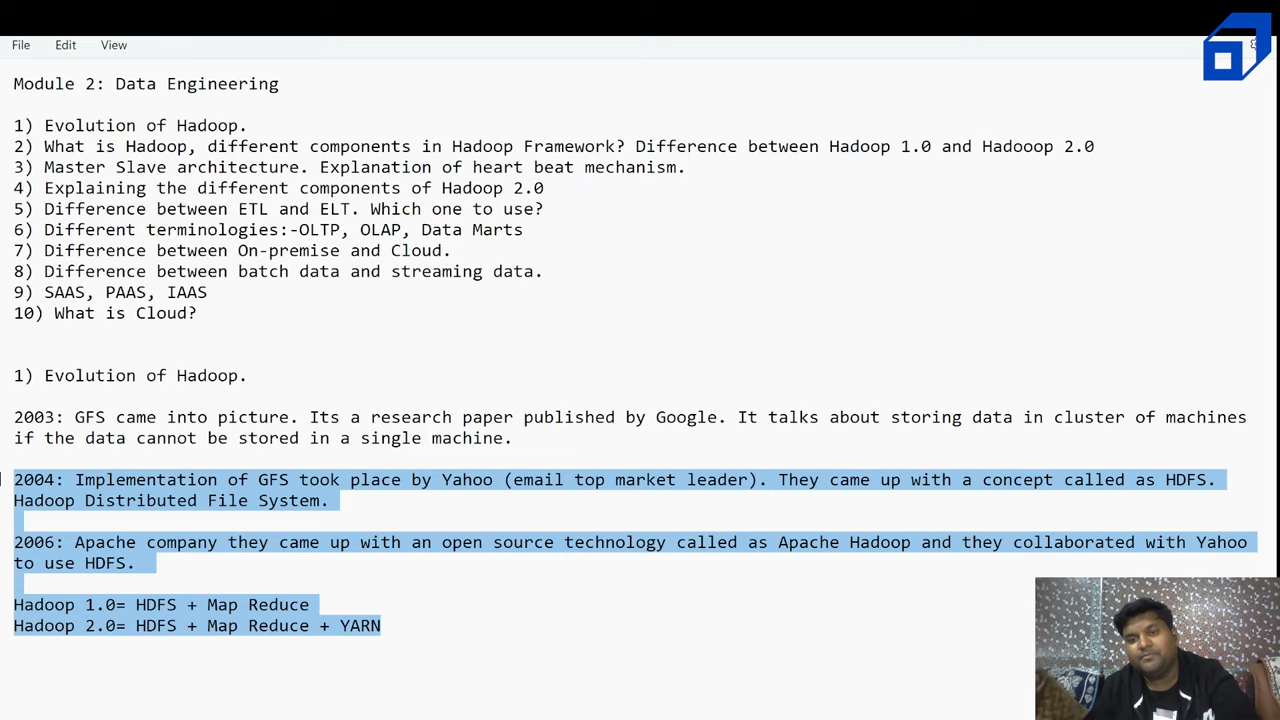 File Edit View
Module 2: Data Engineering
1) Evolution of Hadoop.
2) What is Hadoop, different components in Hadoop Framework? Difference between Hadoop 1.0 and Hadooop 2.0
3) Master Slave architecture. Explanation of heart beat mechanism.
4) Explaining the different components of Hadoop 2.0
5) Difference between ETL and ELT. Which one to use?
6) Different terminologies:-OLTP, OLAP, Data Marts
7) Difference between On-premise and Cloud.
8) Difference between batch data and streaming data.
9) SAAS, PAAS, IAAS
10) What is Cloud?
1) Evolution of Hadoop.
2003: GFS came into picture. Its a research paper published by Google. It talks about storing data in cluster of machines
if the data cannot be stored in a single machine.
2004: Implementation of GFS took place by Yahoo (email top market leader). They came up with a concept called as HDFS.
Hadoop Distributed File System.
2006: Apache company they came up with an open source technology called as Apache Hadoop and they collaborated with Yahoo
to use HDFS.
Hadoop 1.0= HDFS + Map Reduce
Hadoop 2.0= HDFS + Map Reduce + YARN